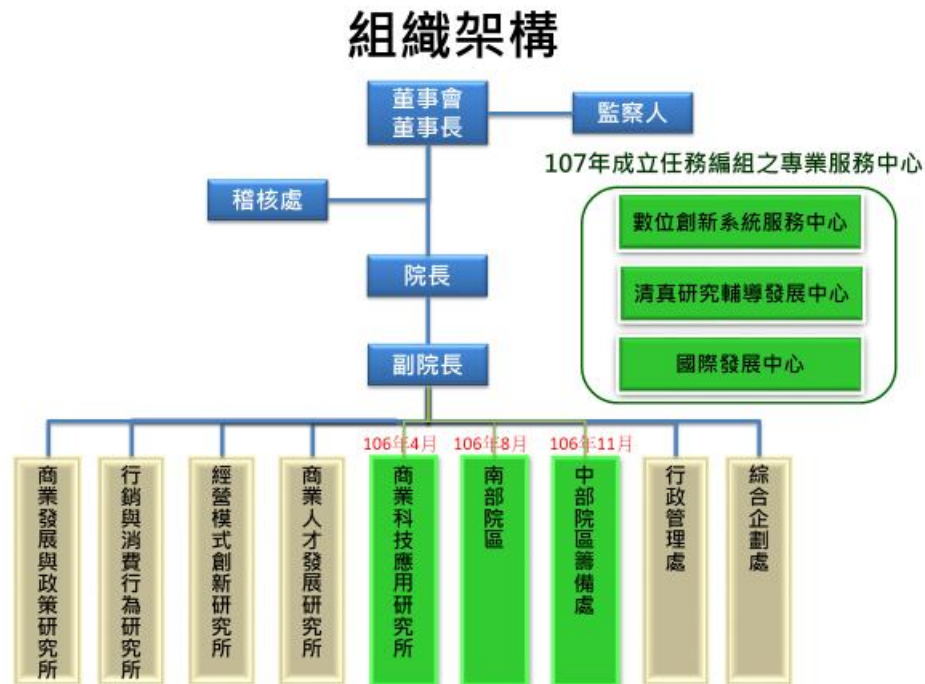 組織架構
董事會
董事長
監察人
107年成立任務編組之專業服務中心
稽核處
數位創新系統服務中心
院長
清真研究輔導發展中心
副院長
國際發展中心
106年4月
106年8月
106年11月
商業發展與政策研究所
行銷與消費行為研究所
經營模式創新研究所
商業人才發展研究所
商業科技應用研究所
南部院區
中部院區籌備處
行政管理處
綜合企劃處